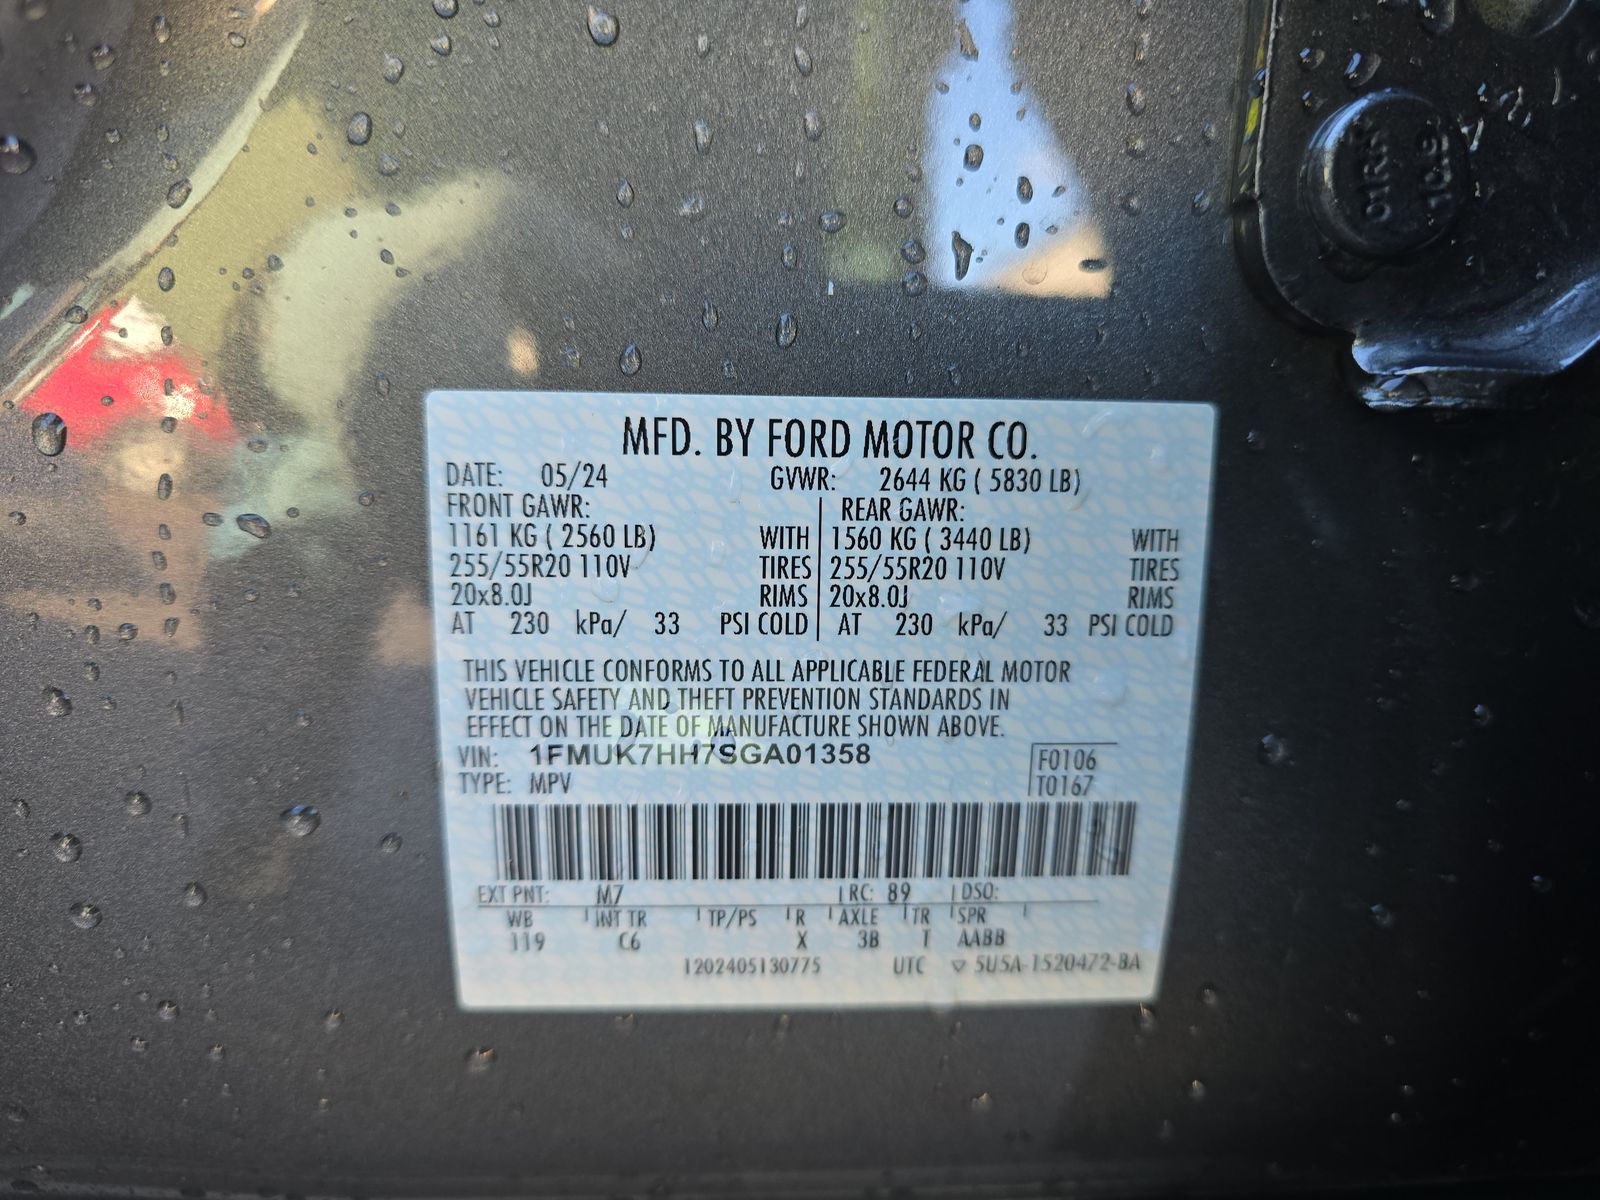 01RH
10.9
MFD. BY FORD MOTOR CO.
DATE: 05/24 GVWR: 2644 KG ( 5830 LB)
FRONT GAWR: REAR GAWR:
1161 KG ( 2560 LB) WITH 1560 KG ( 3440 LB) WITH
255/55R20 110V TIRES 255/55R20 110V TIRES
20x8.0J RIMS 20x8.0J RIMS
AT 230 kPa/ 33 PSI COLD AT 230 kPa/ 33 PSI COLD
THIS VEHICLE CONFORMS TO ALL APPLICABLE FEDERAL MOTOR
VEHICLE SAFETY AND THEFT PREVENTION STANDARDS IN
EFFECT ON THE DATE OF MANUFACTURE SHOWN ABOVE.
VIN: 1FMUK7HH7SGA01358 F0106
TYPE: MPV T0167
EXT PNT: M7 RC: 89 DSO:
WB INT TR TP/PS R AXLE TR SPR
119 C6 X 3B T AABB
1202405130775 UTC ▽ 5U5A-1520472-BA